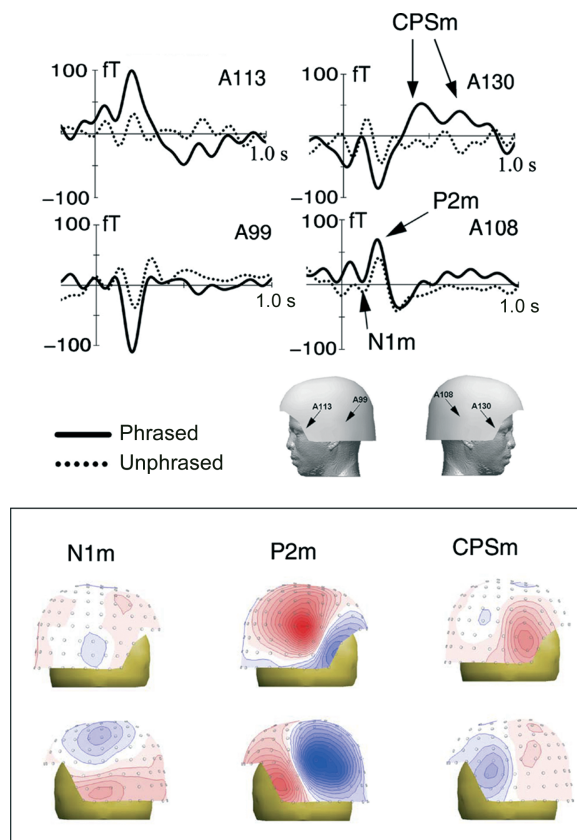 CPSm
100 fT A113
1.0 s
−100
100 fT A130
1.0 s
−100
P2m
100 fT A99
1.0 s
−100
100 fT A108
1.0 s
−100
N1m
Phrased
Unphrased
A113 A99
A108 A130
N1m P2m CPSm